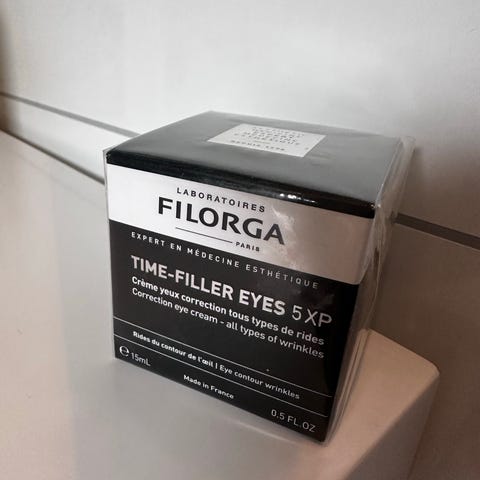 LABORATOIRES
FILORGA
PARIS
EXPERT EN MÉDECINE ESTHÉTIQUE
TIME-FILLER EYES 5 XP
Crème yeux correction tous types de rides
Correction eye cream - all types of wrinkles
Rides du contour de l'œil | Eye contour wrinkles
℮ 15mL
Made in France
0.5 FL.OZ